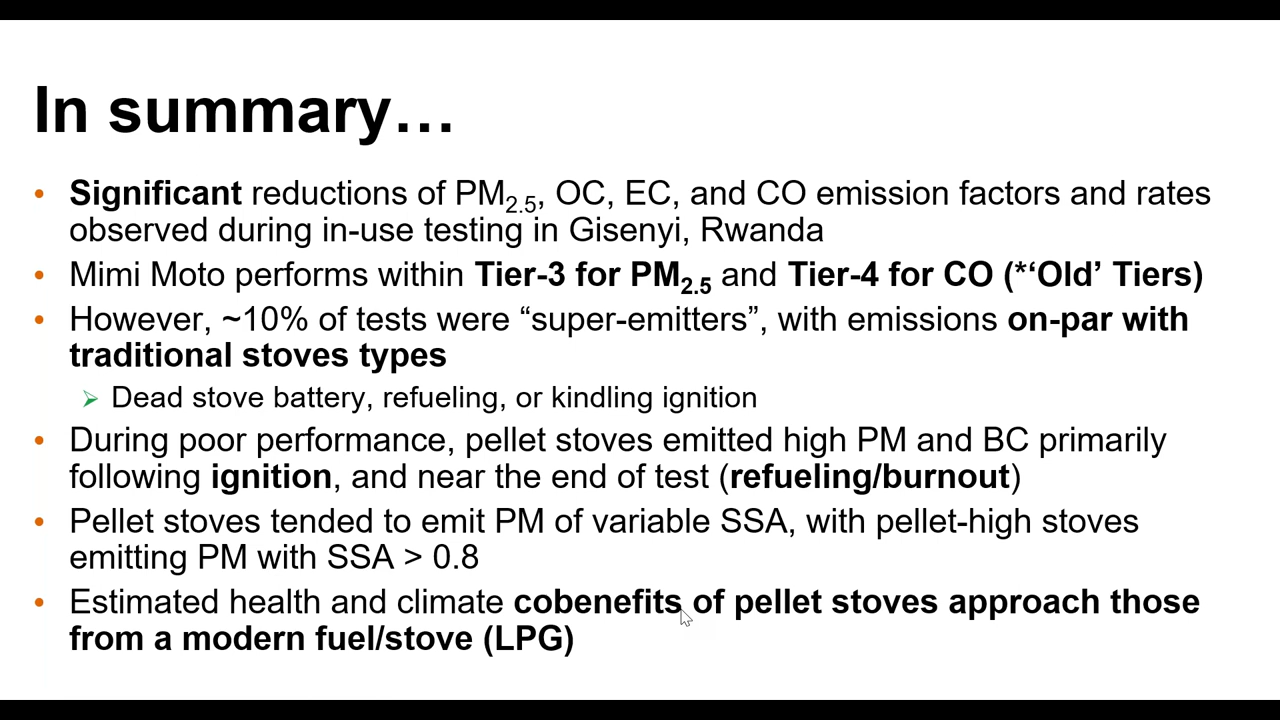 In summary…
• Significant reductions of PM2.5, OC, EC, and CO emission factors and rates
observed during in-use testing in Gisenyi, Rwanda
• Mimi Moto performs within Tier-3 for PM2.5 and Tier-4 for CO (*‘Old’ Tiers)
• However, ~10% of tests were “super-emitters”, with emissions on-par with
traditional stoves types
➢ Dead stove battery, refueling, or kindling ignition
• During poor performance, pellet stoves emitted high PM and BC primarily
following ignition, and near the end of test (refueling/burnout)
• Pellet stoves tended to emit PM of variable SSA, with pellet-high stoves
emitting PM with SSA > 0.8
• Estimated health and climate cobenefits of pellet stoves approach those
from a modern fuel/stove (LPG)